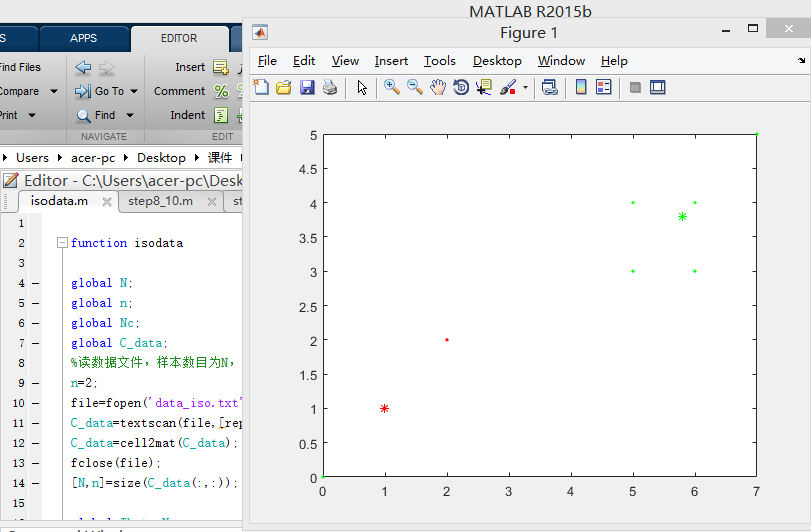 MATLAB R2015b
S
APPS
EDITOR
Find Files
Compare
Print
Go To
Find
NAVIGATE
Insert
Comment
Indent
EDIT
Users
acer-pc
Desktop
课件
Editor - C:\Users\acer-pc\Desk
isodata.m
step8_10.m
st
1
2 function isodata
3
4 global N;
5 global n;
6 global Nc;
7 global C_data;
8 %读数据文件，样本数目为N,
9 n=2;
10 file=fopen('data_iso.txt'
11 C_data=textscan(file,[rep
12 C_data=cell2mat(C_data);
13 fclose(file);
14 [N,n]=size(C_data(:,:));
15
Figure 1
File Edit View Insert Tools Desktop Window Help
5
4.5
4
3.5
3
2.5
2
1.5
1
0.5
0
0 1 2 3 4 5 6 7